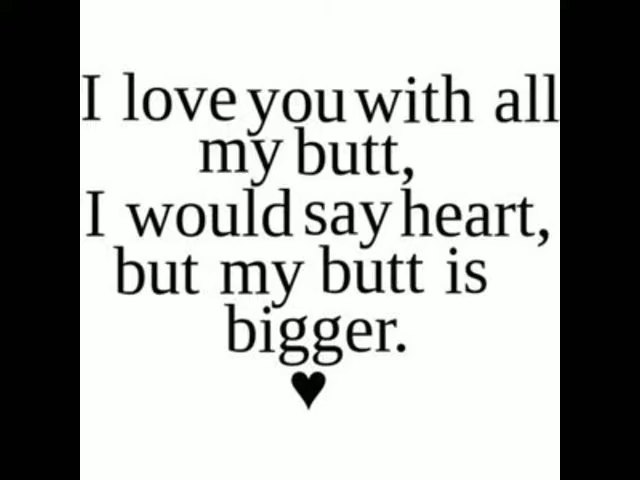 I love you with all
my butt,
I would say heart,
but my butt is
bigger.
♥